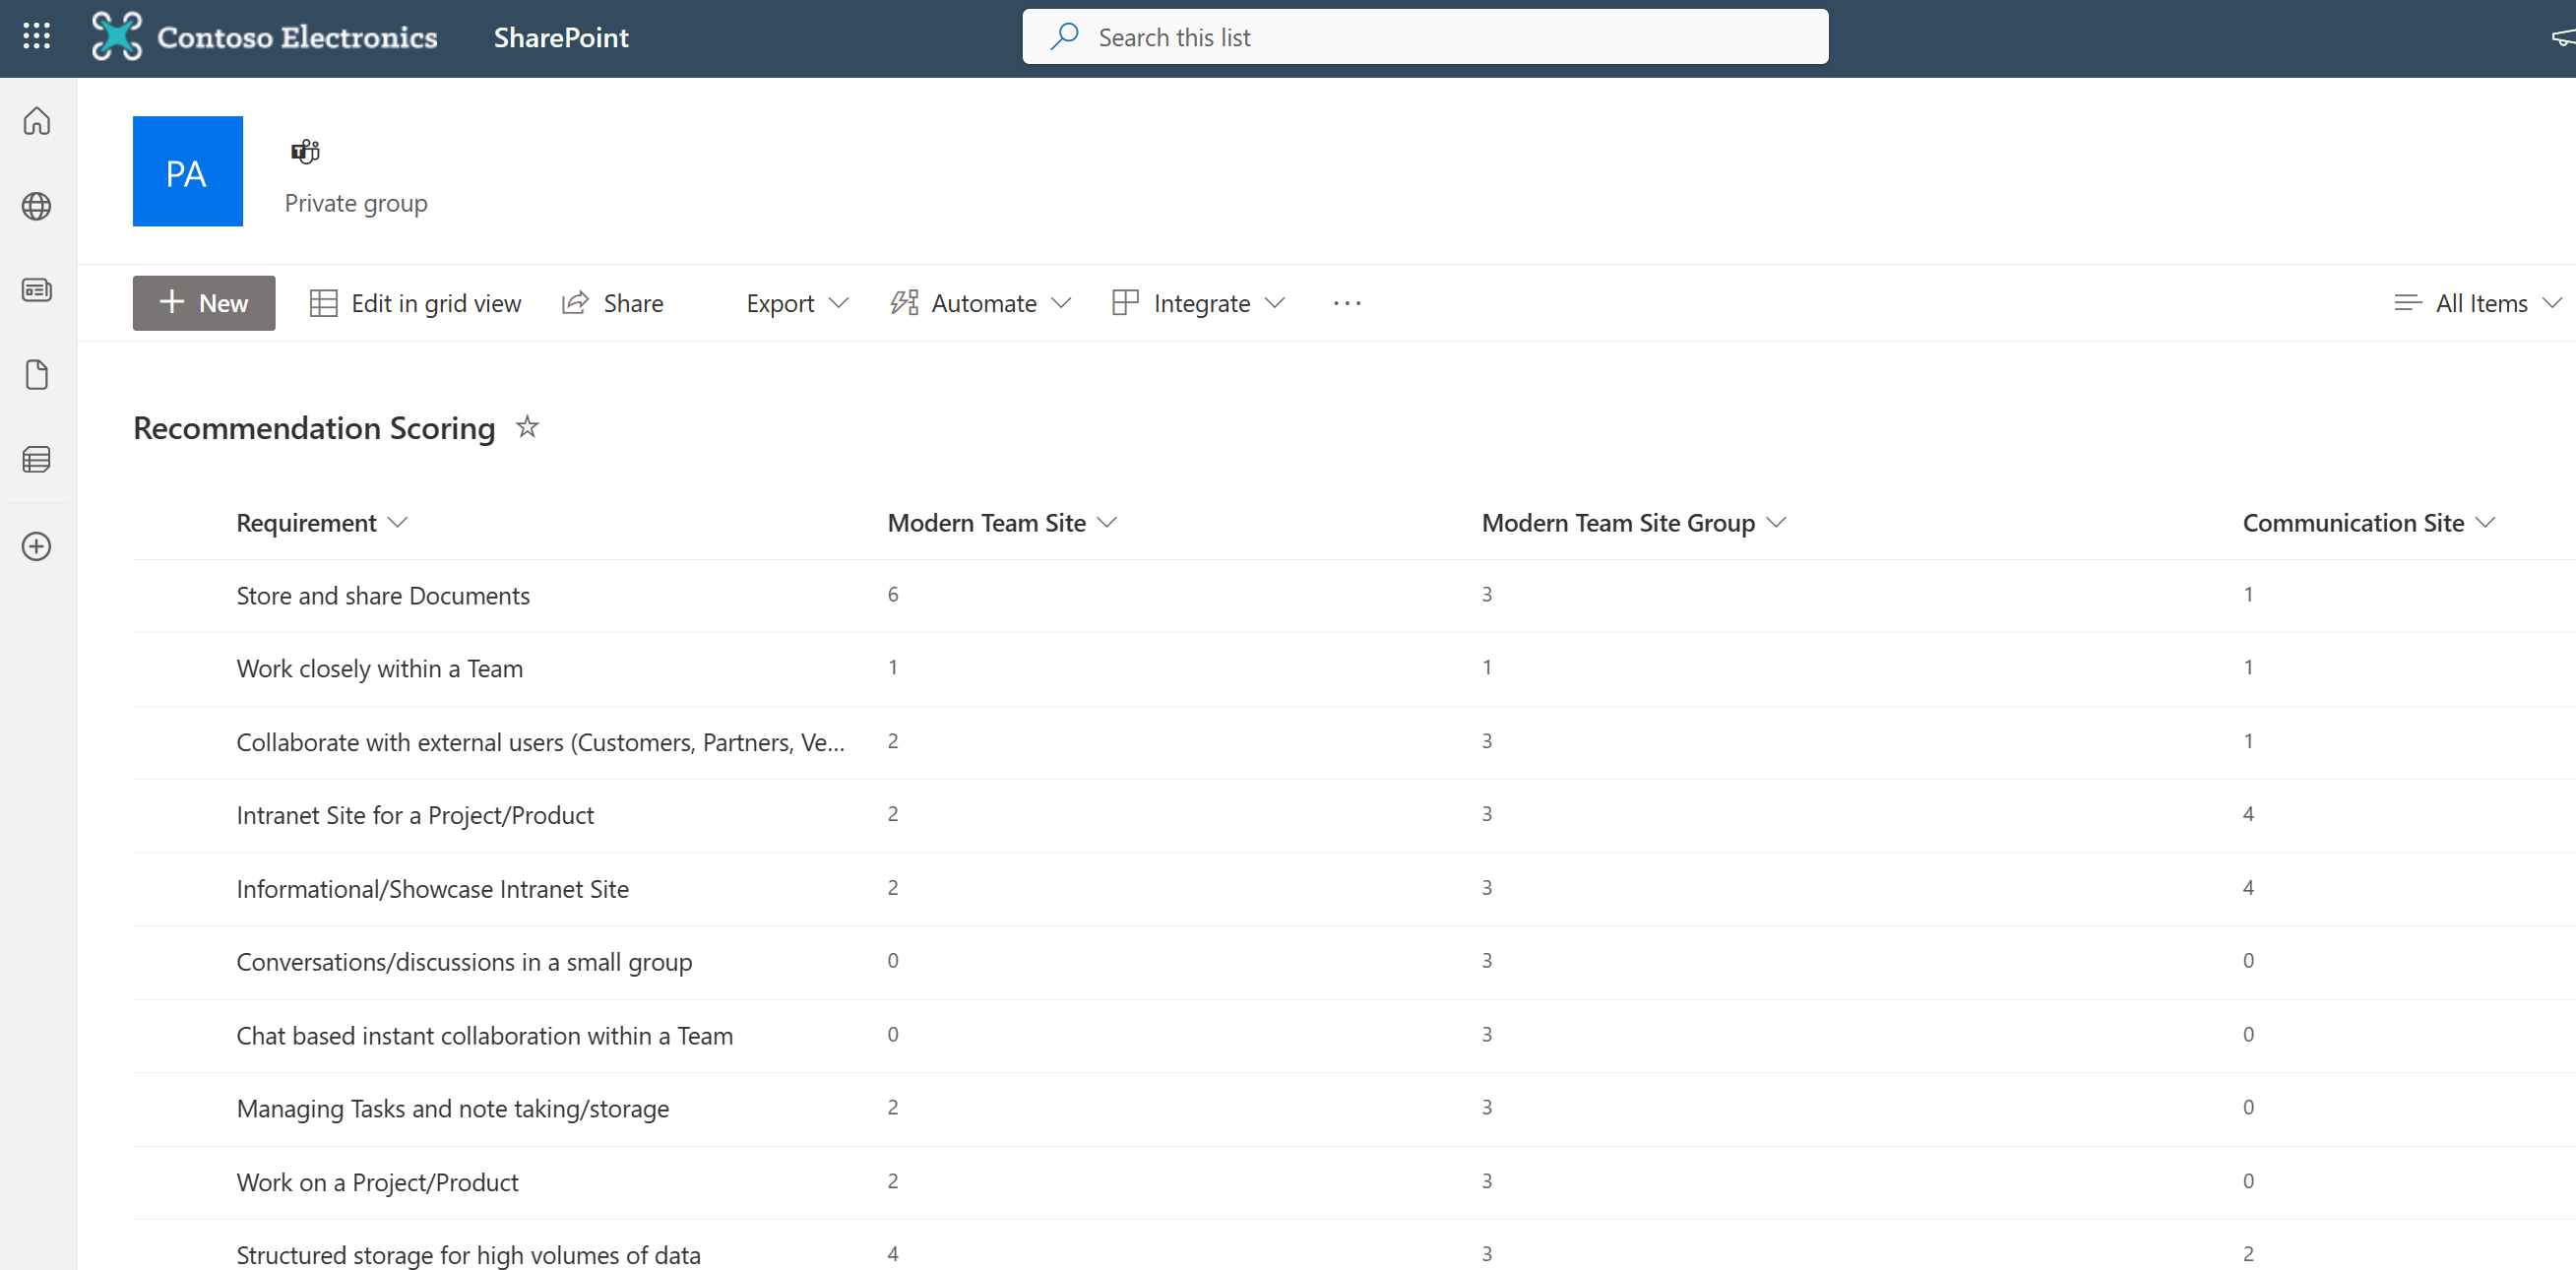 Contoso Electronics SharePoint Search this list
PA
T
Private group
New Edit in grid view Share Export Automate Integrate ... All Items
Recommendation Scoring
Requirement Modern Team Site Modern Team Site Group Communication Site
Store and share Documents 6 3 1
Work closely within a Team 1 1 1
Collaborate with external users (Customers, Partners, Ve... 2 3 1
Intranet Site for a Project/Product 2 3 4
Informational/Showcase Intranet Site 2 3 4
Conversations/discussions in a small group 0 3 0
Chat based instant collaboration within a Team 0 3 0
Managing Tasks and note taking/storage 2 3 0
Work on a Project/Product 2 3 0
Structured storage for high volumes of data 4 3 2